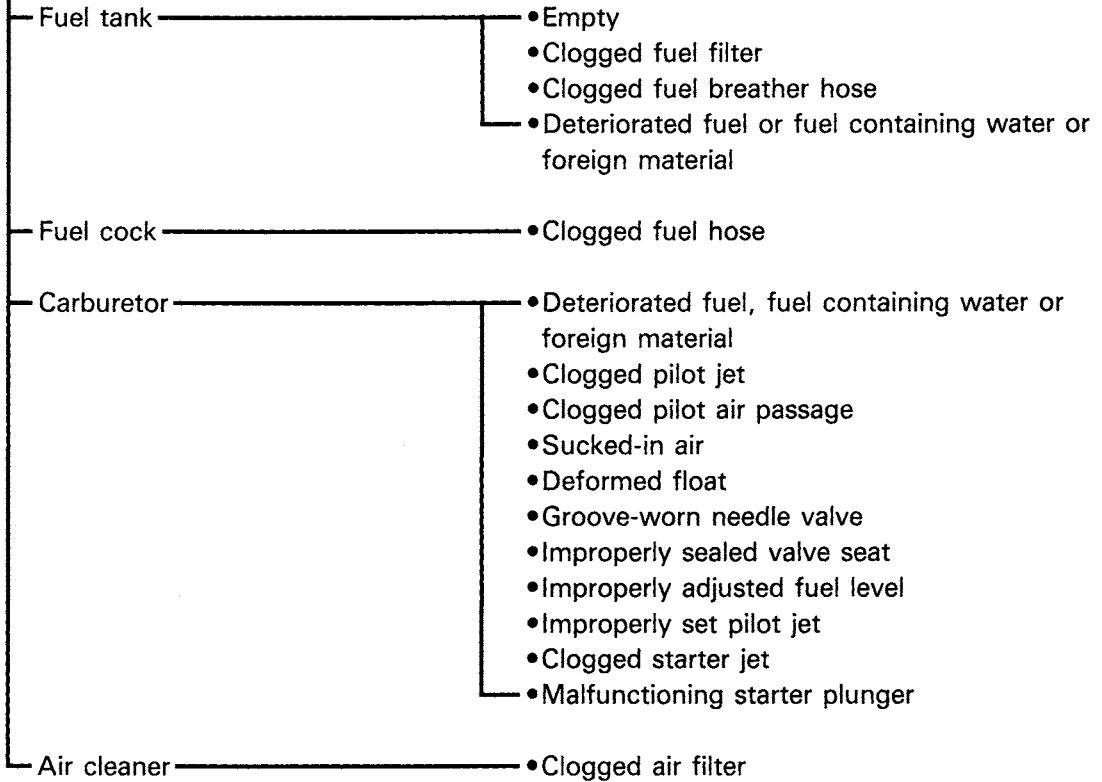 Fuel tank •Empty
•Clogged fuel filter
•Clogged fuel breather hose
•Deteriorated fuel or fuel containing water or
foreign material
Fuel cock •Clogged fuel hose
Carburetor •Deteriorated fuel, fuel containing water or
foreign material
•Clogged pilot jet
•Clogged pilot air passage
•Sucked-in air
•Deformed float
•Groove-worn needle valve
•Improperly sealed valve seat
•Improperly adjusted fuel level
•Improperly set pilot jet
•Clogged starter jet
•Malfunctioning starter plunger
Air cleaner •Clogged air filter